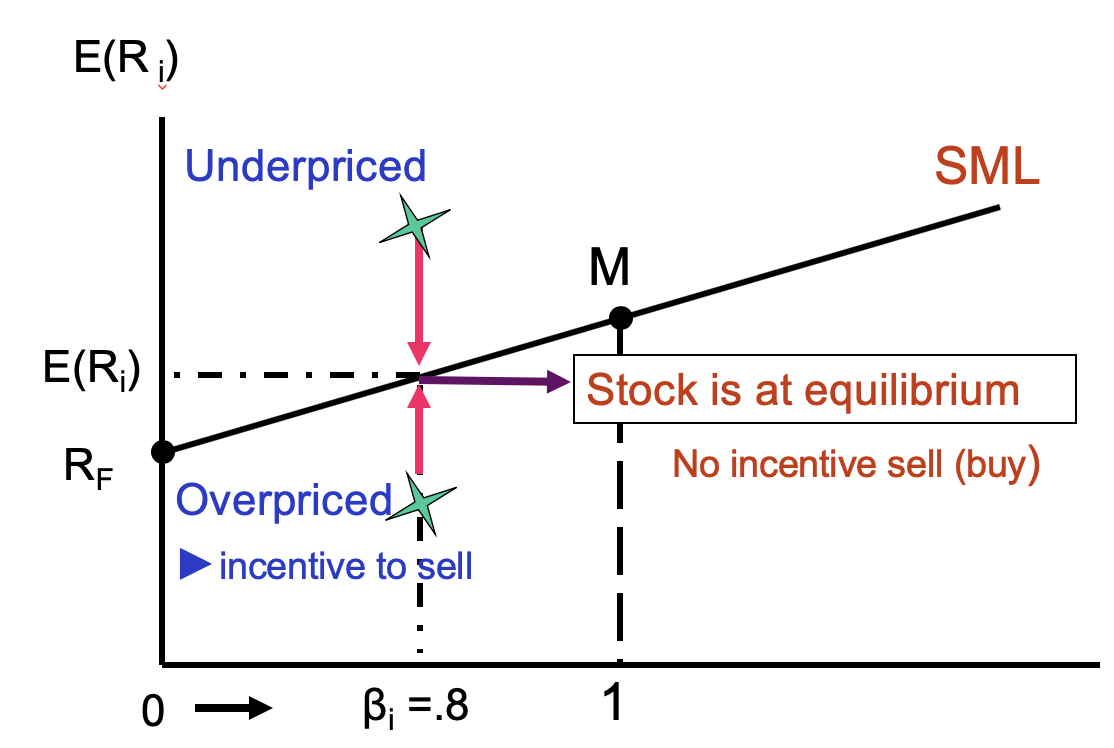 E(R i)
Underpriced
SML
M
E(Ri)
Stock is at equilibrium
RF
No incentive sell (buy)
Overpriced
incentive to sell
0
βi =.8
1